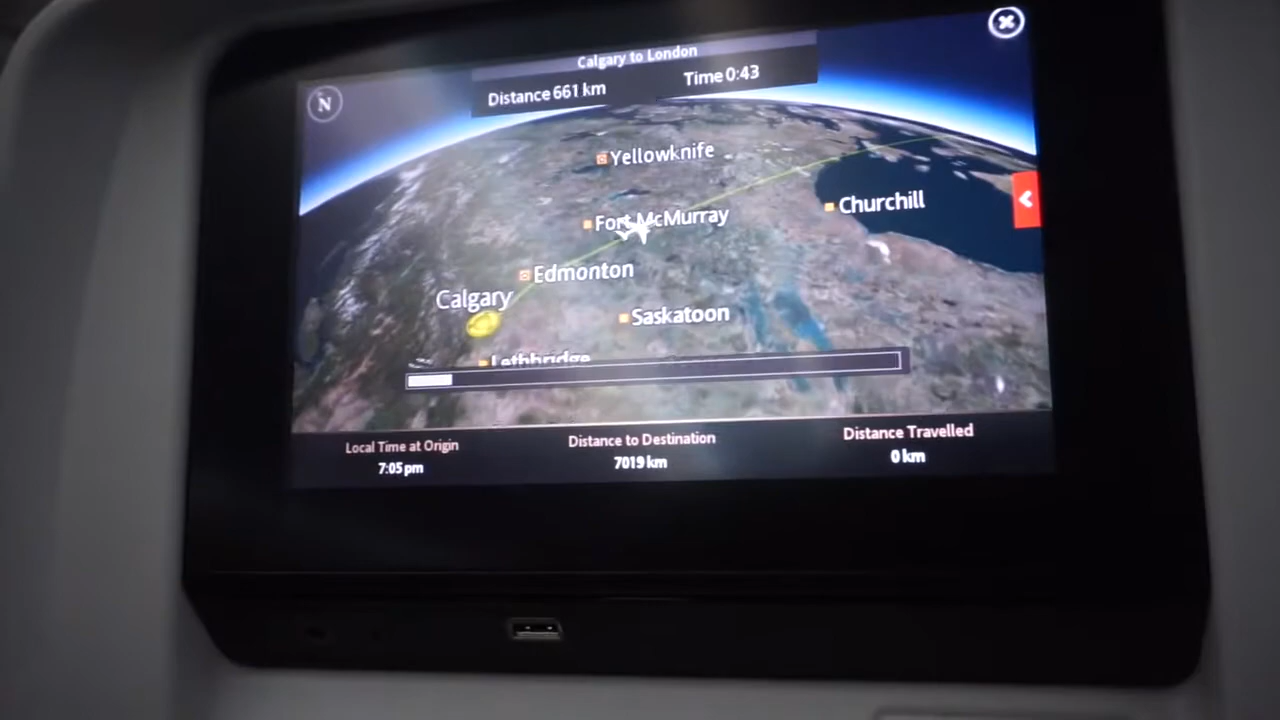 Calgary to London
Distance 661 km
Time 0:43
N
Yellowknife
Churchill
Fort McMurray
Edmonton
Calgary
Saskatoon
Lethbridge
Local Time at Origin
7:05 pm
Distance to Destination
7019 km
Distance Travelled
0 km